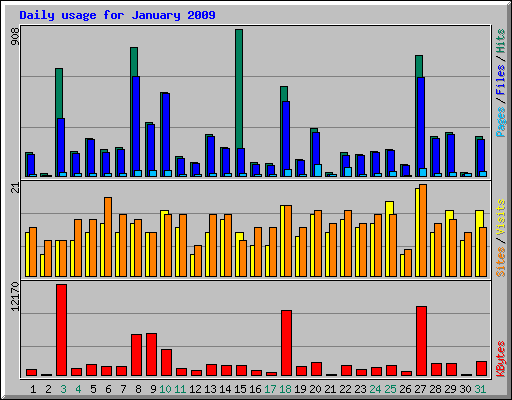 Daily usage for January 2009
908
Pages / Files / Hits
21
Sites / Visits
12170
KBytes
1 2 3 4 5 6 7 8 9 10 11 12 13 14 15 16 17 18 19 20 21 22 23 24 25 26 27 28 29 30 31